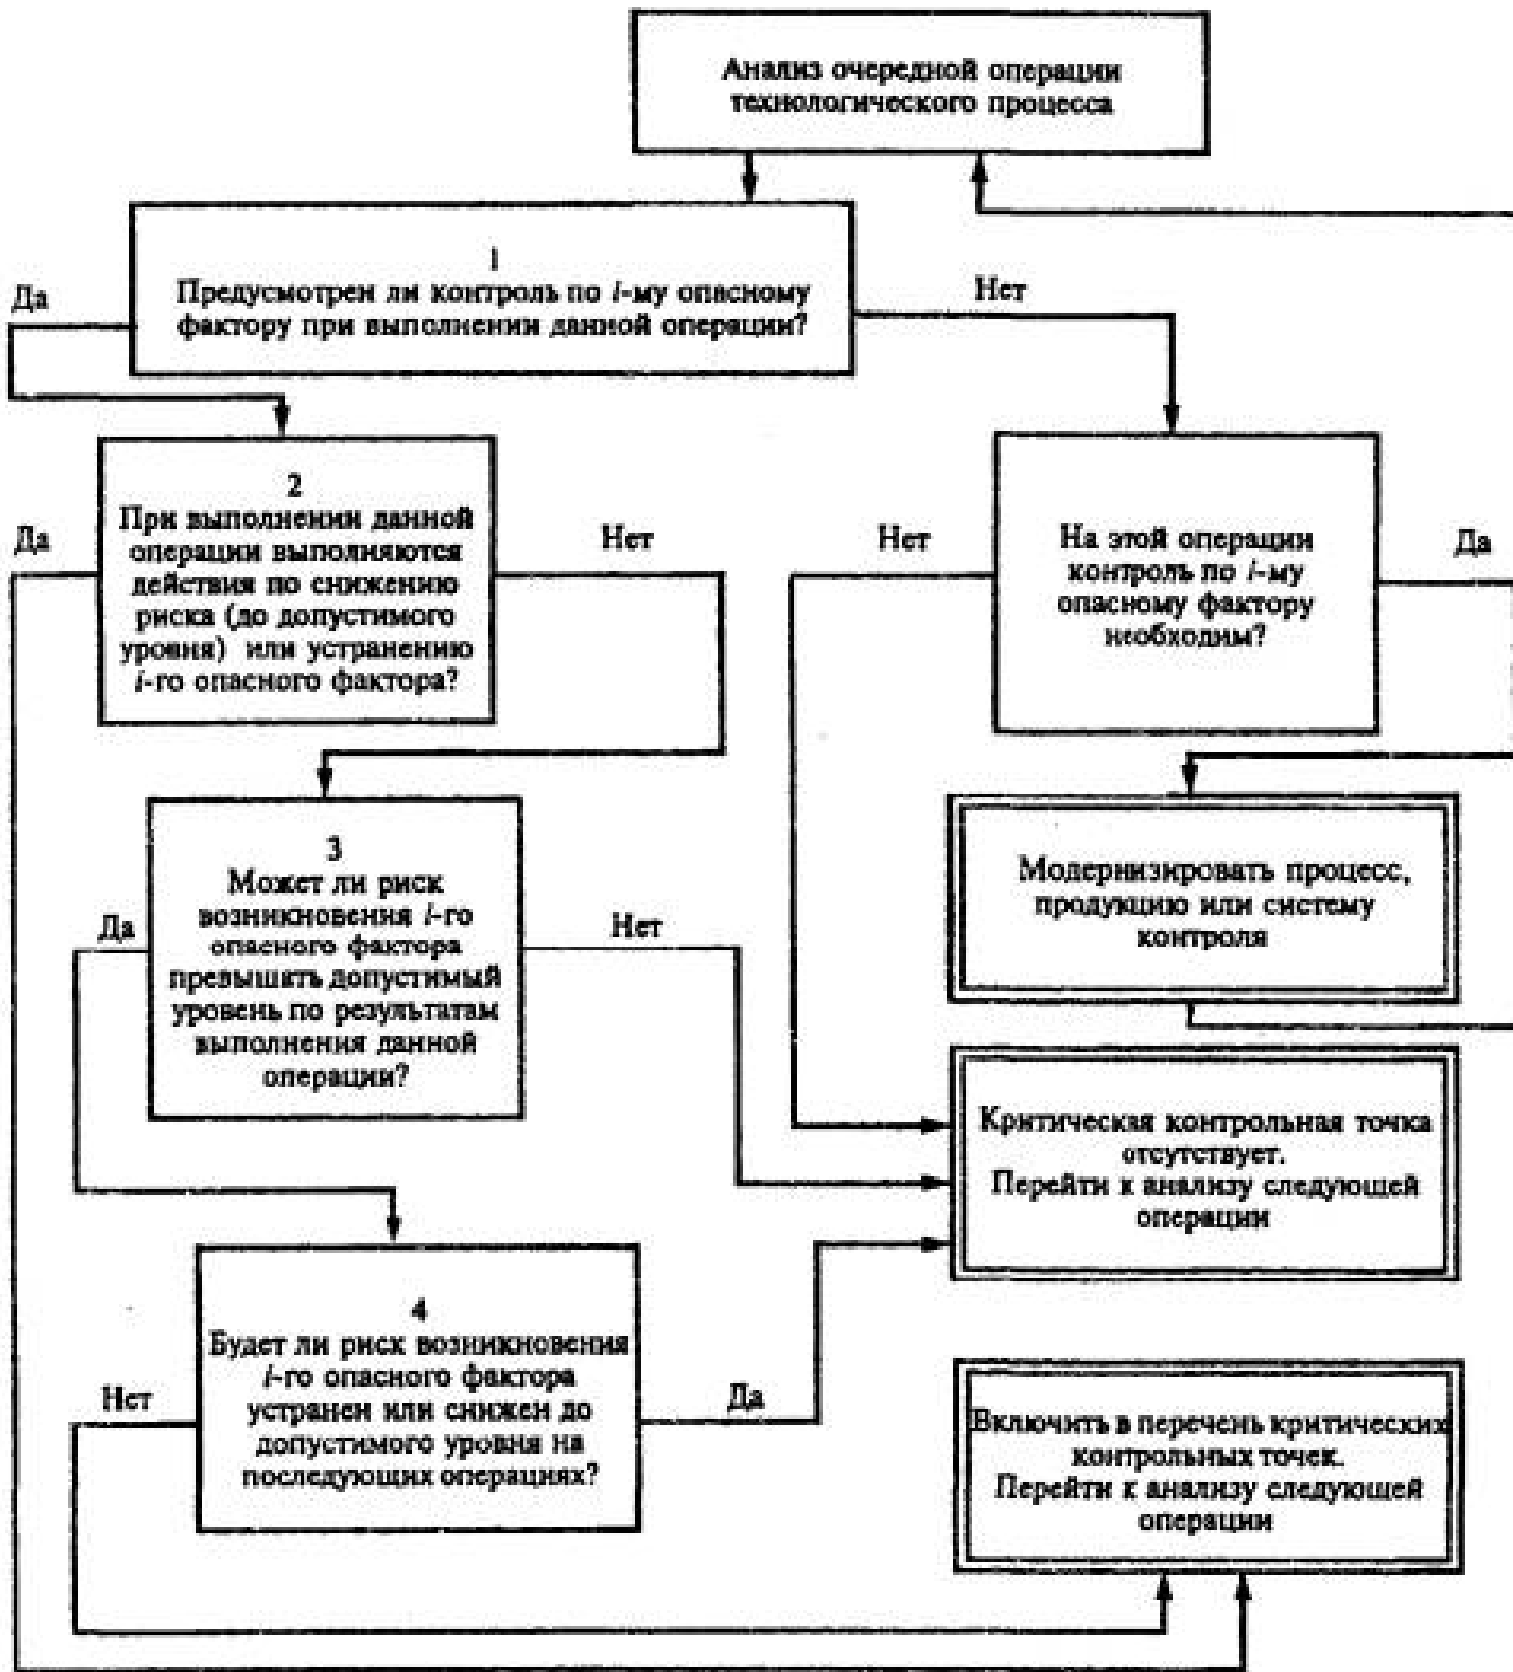 Анализ очередной операции
технологического процесса
1
Предусмотрен ли контроль по i-му опасному
фактору при выполнении данной операции?
Да
Нет
2
При выполнении данной
операции выполняются
действия по снижению
риска (до допустимого
уровня) или устранению
i-го опасного фактора?
Да
Нет
На этой операции
контроль по i-му
опасному фактору
необходим?
Нет
Да
3
Может ли риск
возникновения i-го
опасного фактора
превышать допустимый
уровень по результатам
выполнения данной
операции?
Да
Нет
Модернизировать процесс,
продукцию или систему
контроля
Критическая контрольная точка
отсутствует.
Перейти к анализу следующей
операции
4
Будет ли риск возникновения
i-го опасного фактора
устранен или снижен до
допустимого уровня на
последующих операциях?
Нет
Да
Включить в перечень критических
контрольных точек.
Перейти к анализу следующей
операции